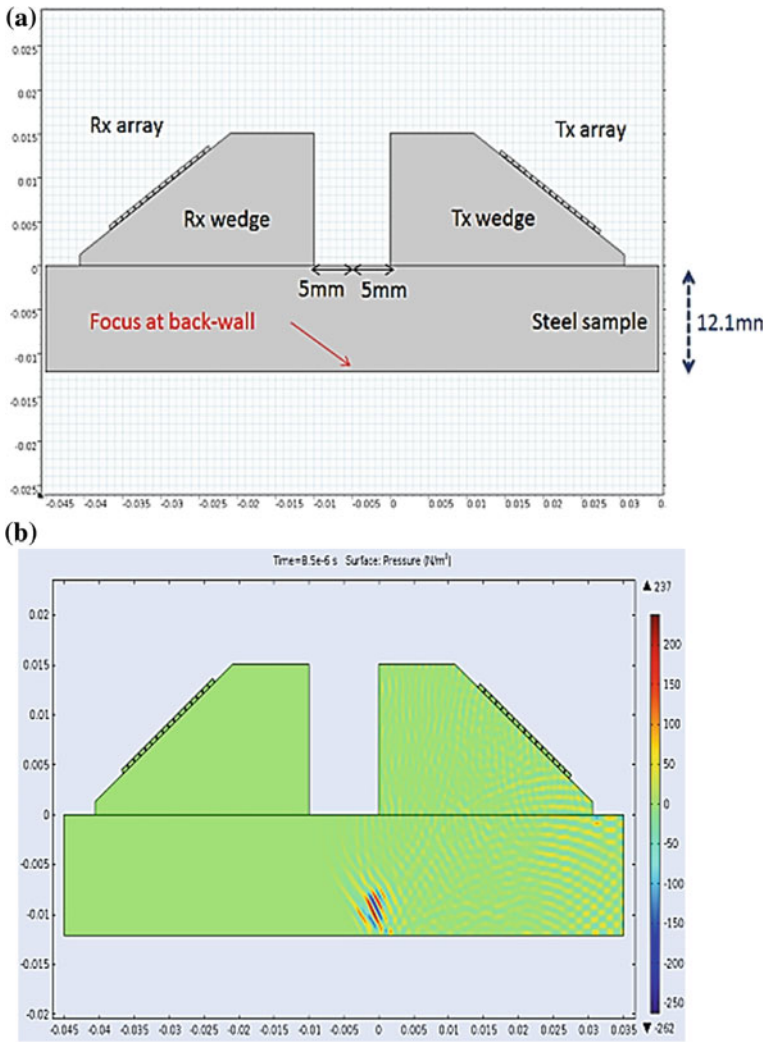 (a)
0.025
0.02
0.015
0.01
0.005
0
-0.005
-0.01
-0.015
-0.02
-0.025
Rx array
Tx array
Rx wedge
Tx wedge
5mm 5mm
Focus at back-wall
Steel sample
12.1mm
-0.045 -0.04 -0.035 -0.03 -0.025 -0.02 -0.015 -0.01 -0.005 0 0.005 0.01 0.015 0.02 0.025 0.03 0.
(b)
Time=8.5e-6 s Surface: Pressure (N/m²)
▲ 237
0.02
0.015
0.01
0.005
0
-0.005
-0.01
-0.015
-0.02
200
150
100
50
0
-50
-100
-150
-200
-250
▼ -262
-0.045 -0.04 -0.035 -0.03 -0.025 -0.02 -0.015 -0.01 -0.005 0 0.005 0.01 0.015 0.02 0.025 0.03 0.035